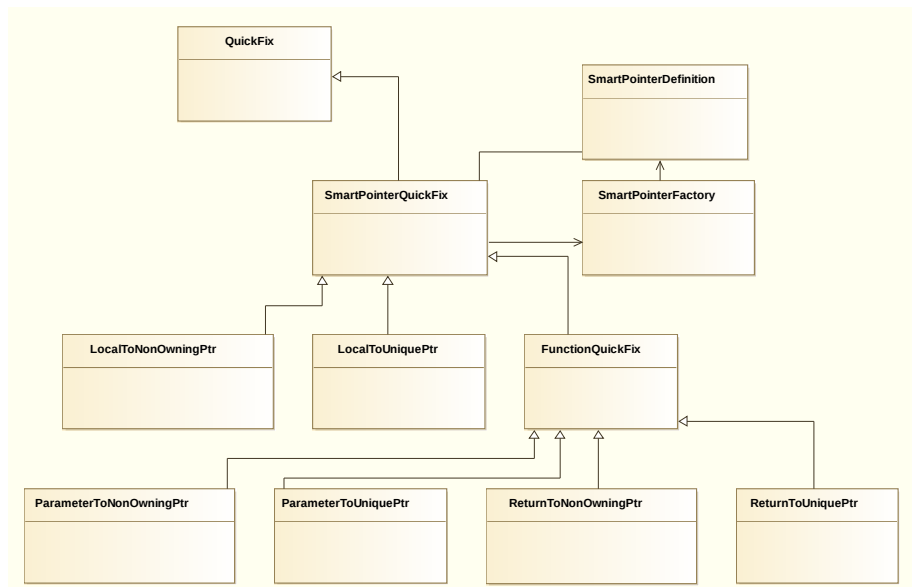 QuickFix
SmartPointerDefinition
SmartPointerQuickFix
SmartPointerFactory
LocalToNonOwningPtr
LocalToUniquePtr
FunctionQuickFix
ParameterToNonOwningPtr
ParameterToUniquePtr
ReturnToNonOwningPtr
ReturnToUniquePtr